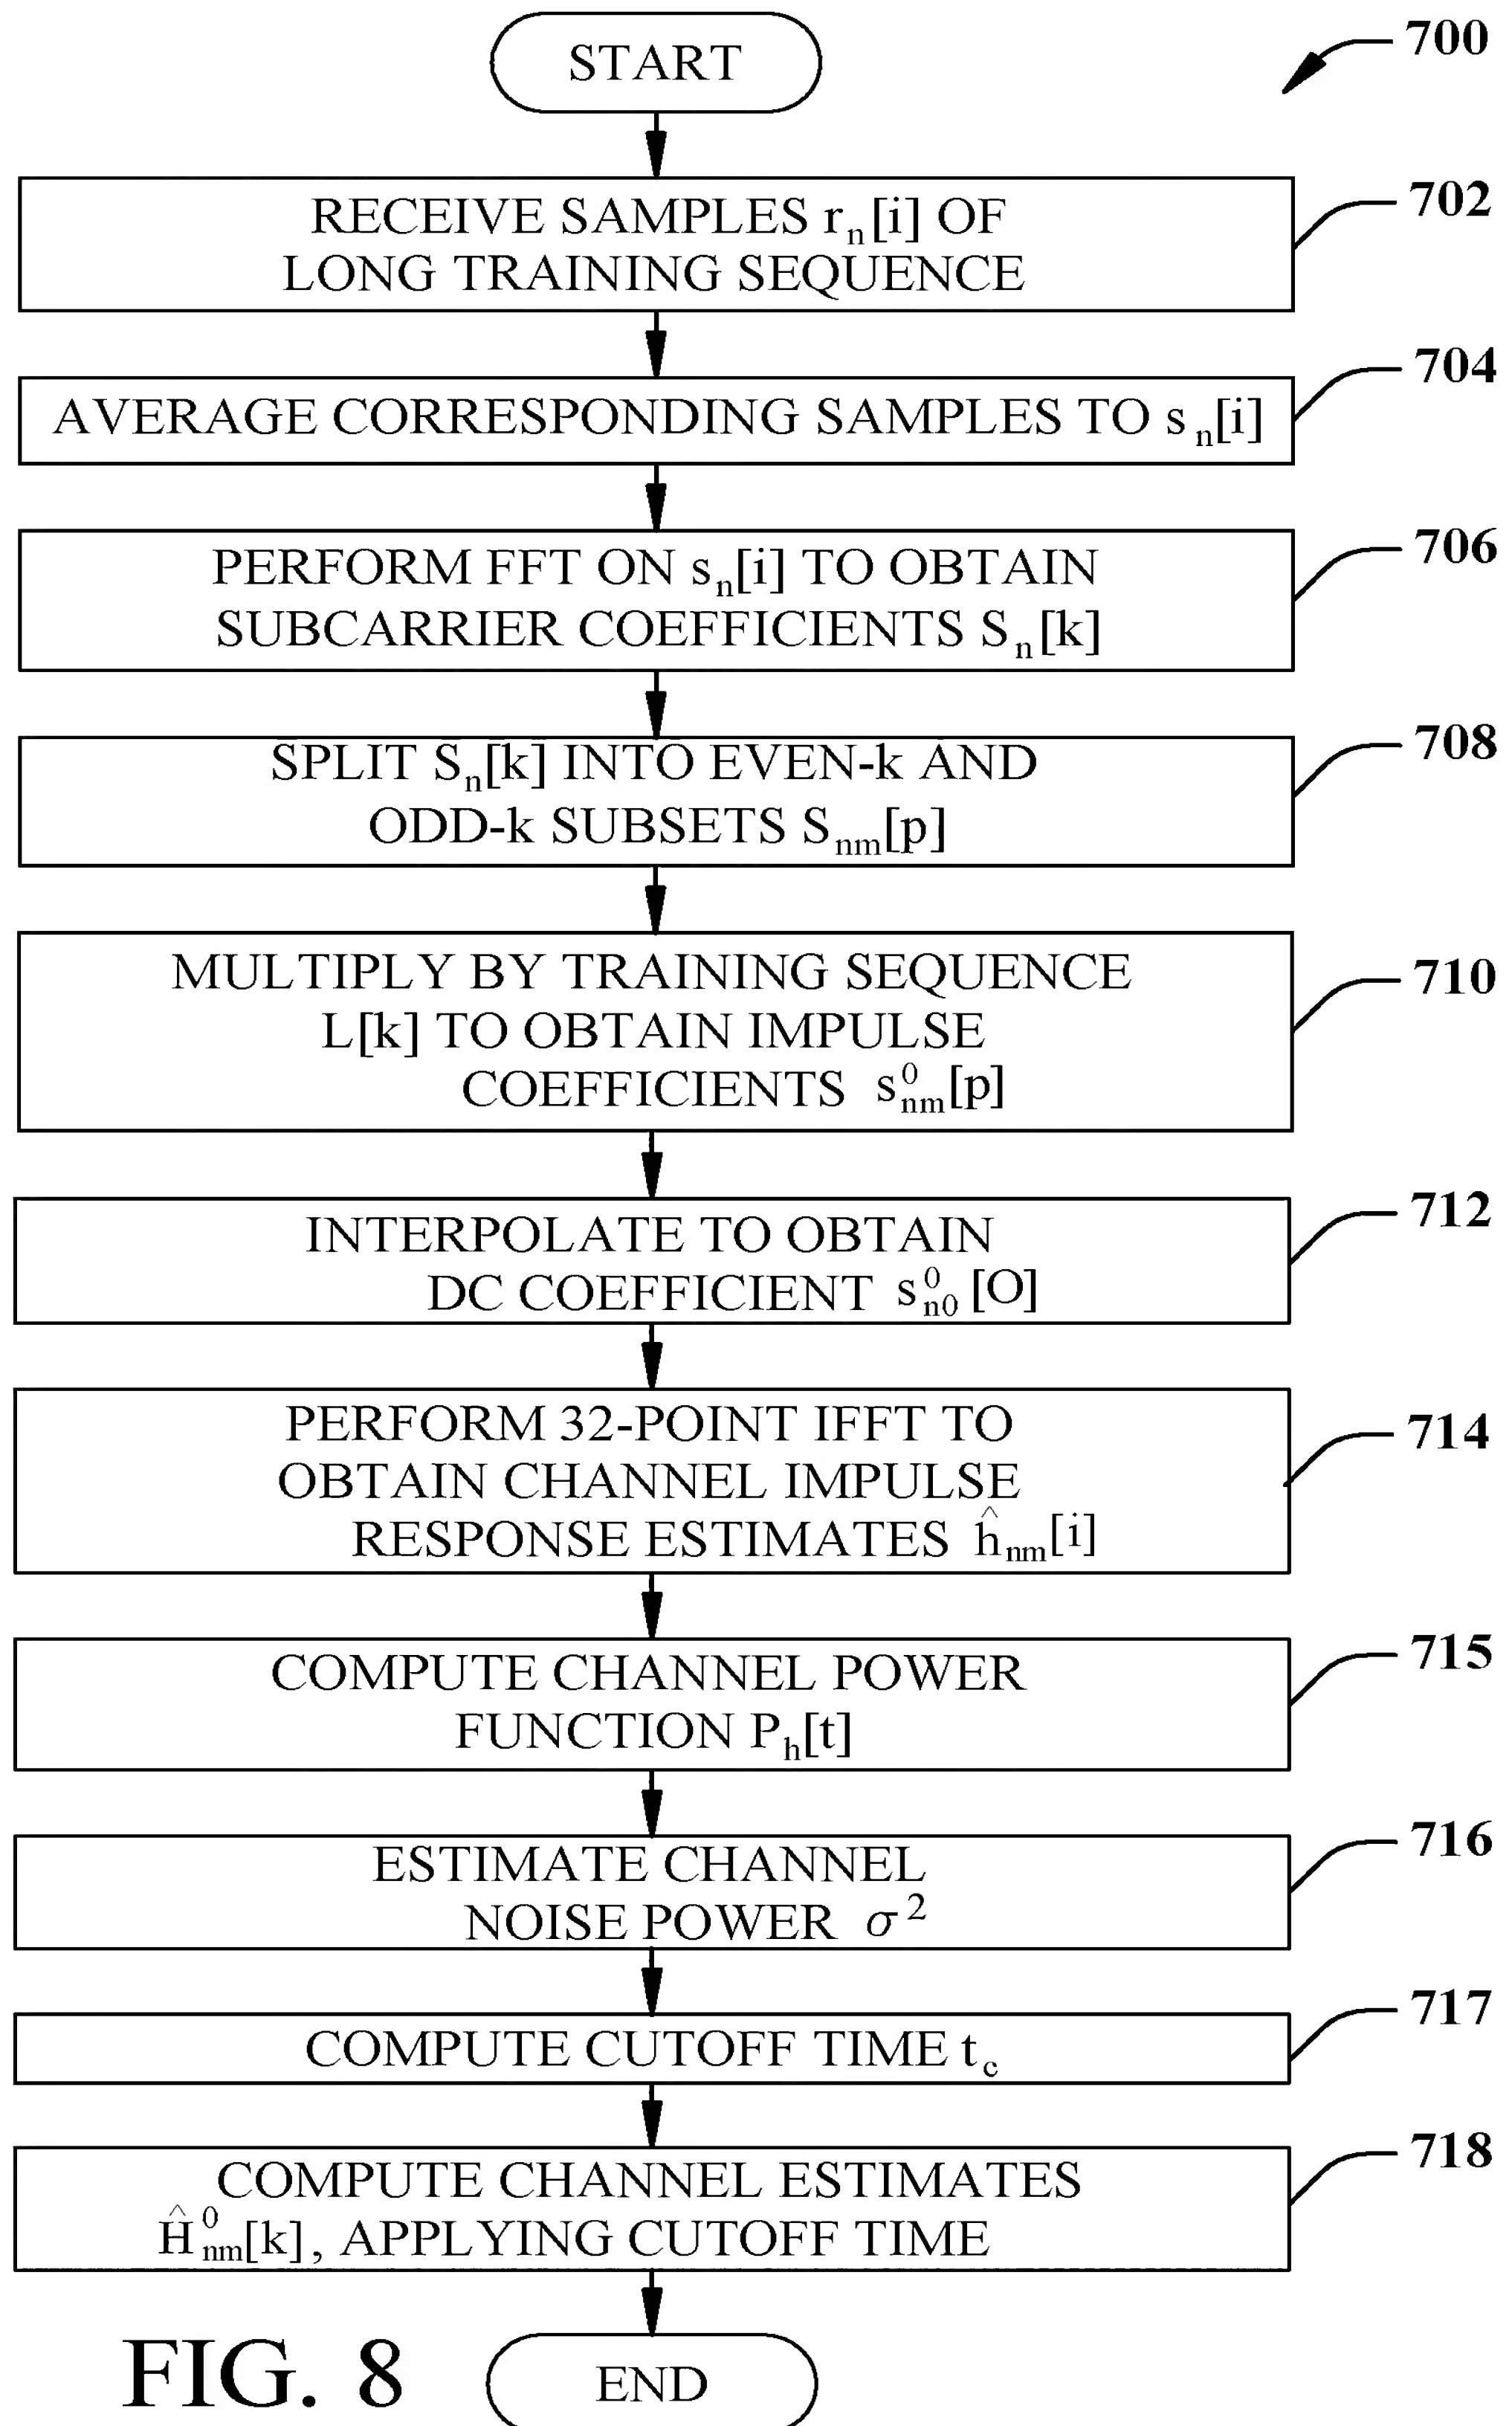 START
700
RECEIVE SAMPLES rₙ[i] OF
LONG TRAINING SEQUENCE
702
AVERAGE CORRESPONDING SAMPLES TO sₙ[i]
704
PERFORM FFT ON sₙ[i] TO OBTAIN
SUBCARRIER COEFFICIENTS Sₙ[k]
706
SPLIT Sₙ[k] INTO EVEN-k AND
ODD-k SUBSETS Sₙₘ[p]
708
MULTIPLY BY TRAINING SEQUENCE
L[k] TO OBTAIN IMPULSE
COEFFICIENTS s⁰ₙₘ[p]
710
INTERPOLATE TO OBTAIN
DC COEFFICIENT s⁰ₙ₀ [O]
712
PERFORM 32-POINT IFFT TO
OBTAIN CHANNEL IMPULSE
RESPONSE ESTIMATES ĥₙₘ[i]
714
COMPUTE CHANNEL POWER
FUNCTION Pₕ[t]
715
ESTIMATE CHANNEL
NOISE POWER σ²
716
COMPUTE CUTOFF TIME t_c
717
COMPUTE CHANNEL ESTIMATES
Ĥ⁰ₙₘ[k], APPLYING CUTOFF TIME
718
FIG. 8
END